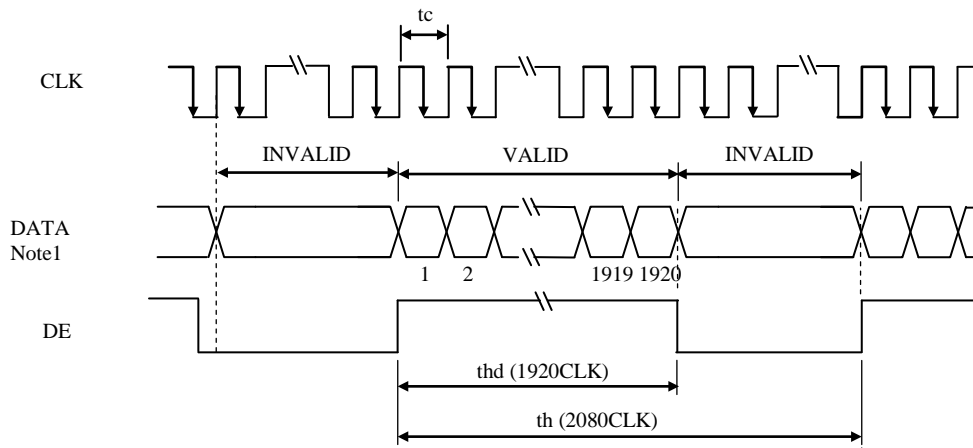 tc
CLK
INVALID VALID INVALID
DATA
Note1
1 2 1919 1920
DE
thd (1920CLK)
th (2080CLK)